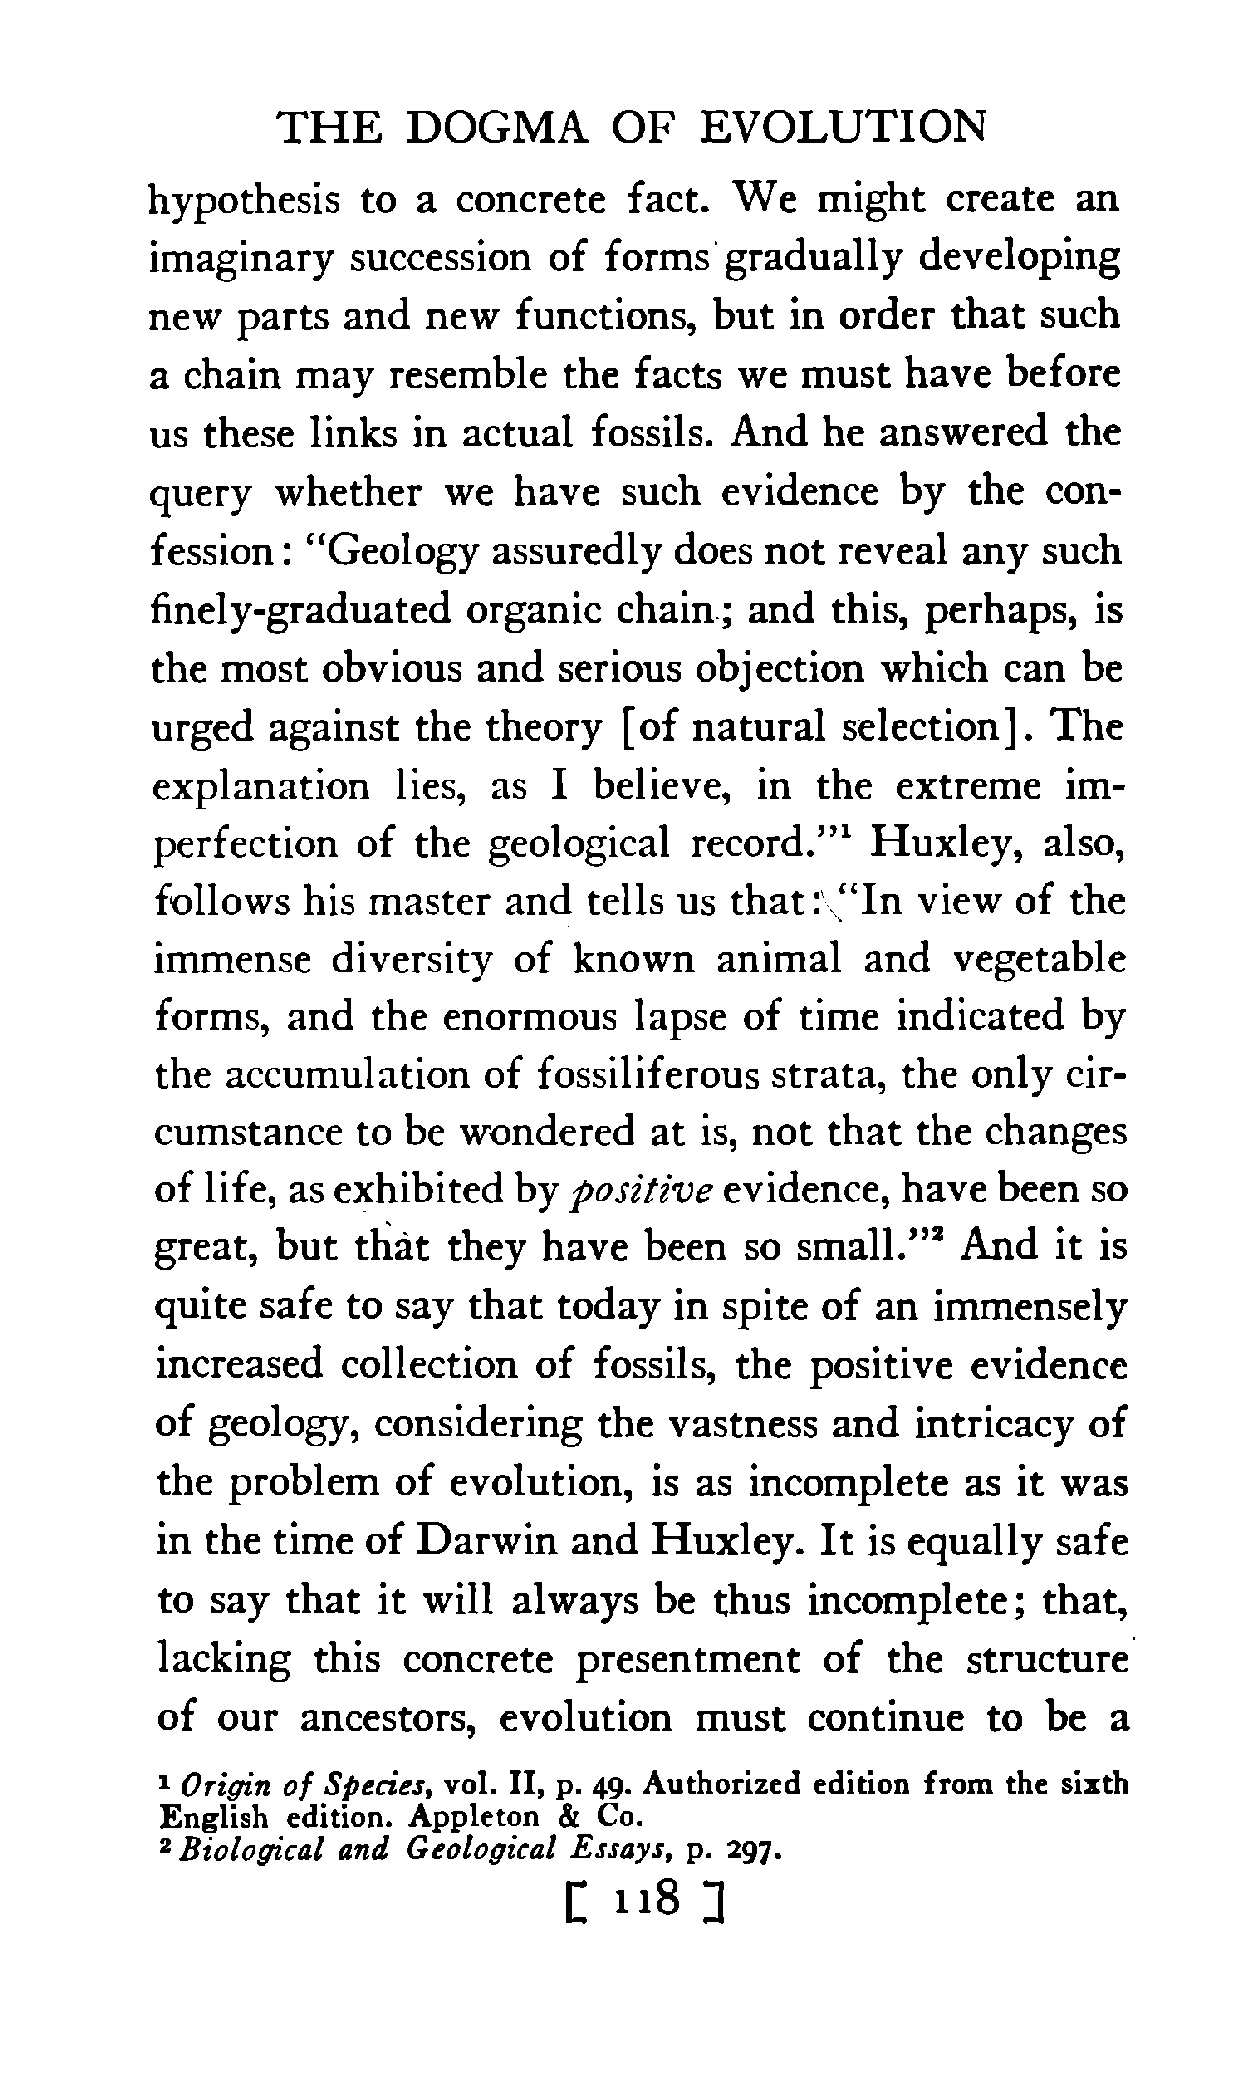 THE DOGMA OF EVOLUTION
hypothesis to a concrete fact. We might create an
imaginary succession of forms gradually developing
new parts and new functions, but in order that such
a chain may resemble the facts we must have before
us these links in actual fossils. And he answered the
query whether we have such evidence by the con-
fession: "Geology assuredly does not reveal any such
finely-graduated organic chain; and this, perhaps, is
the most obvious and serious objection which can be
urged against the theory [of natural selection]. The
explanation lies, as I believe, in the extreme im-
perfection of the geological record."¹ Huxley, also,
follows his master and tells us that: "In view of the
immense diversity of known animal and vegetable
forms, and the enormous lapse of time indicated by
the accumulation of fossiliferous strata, the only cir-
cumstance to be wondered at is, not that the changes
of life, as exhibited by positive evidence, have been so
great, but that they have been so small."² And it is
quite safe to say that today in spite of an immensely
increased collection of fossils, the positive evidence
of geology, considering the vastness and intricacy of
the problem of evolution, is as incomplete as it was
in the time of Darwin and Huxley. It is equally safe
to say that it will always be thus incomplete; that,
lacking this concrete presentment of the structure
of our ancestors, evolution must continue to be a
¹ Origin of Species, vol. II, p. 49. Authorized edition from the sixth
English edition. Appleton & Co.
² Biological and Geological Essays, p. 297.
[ 118 ]